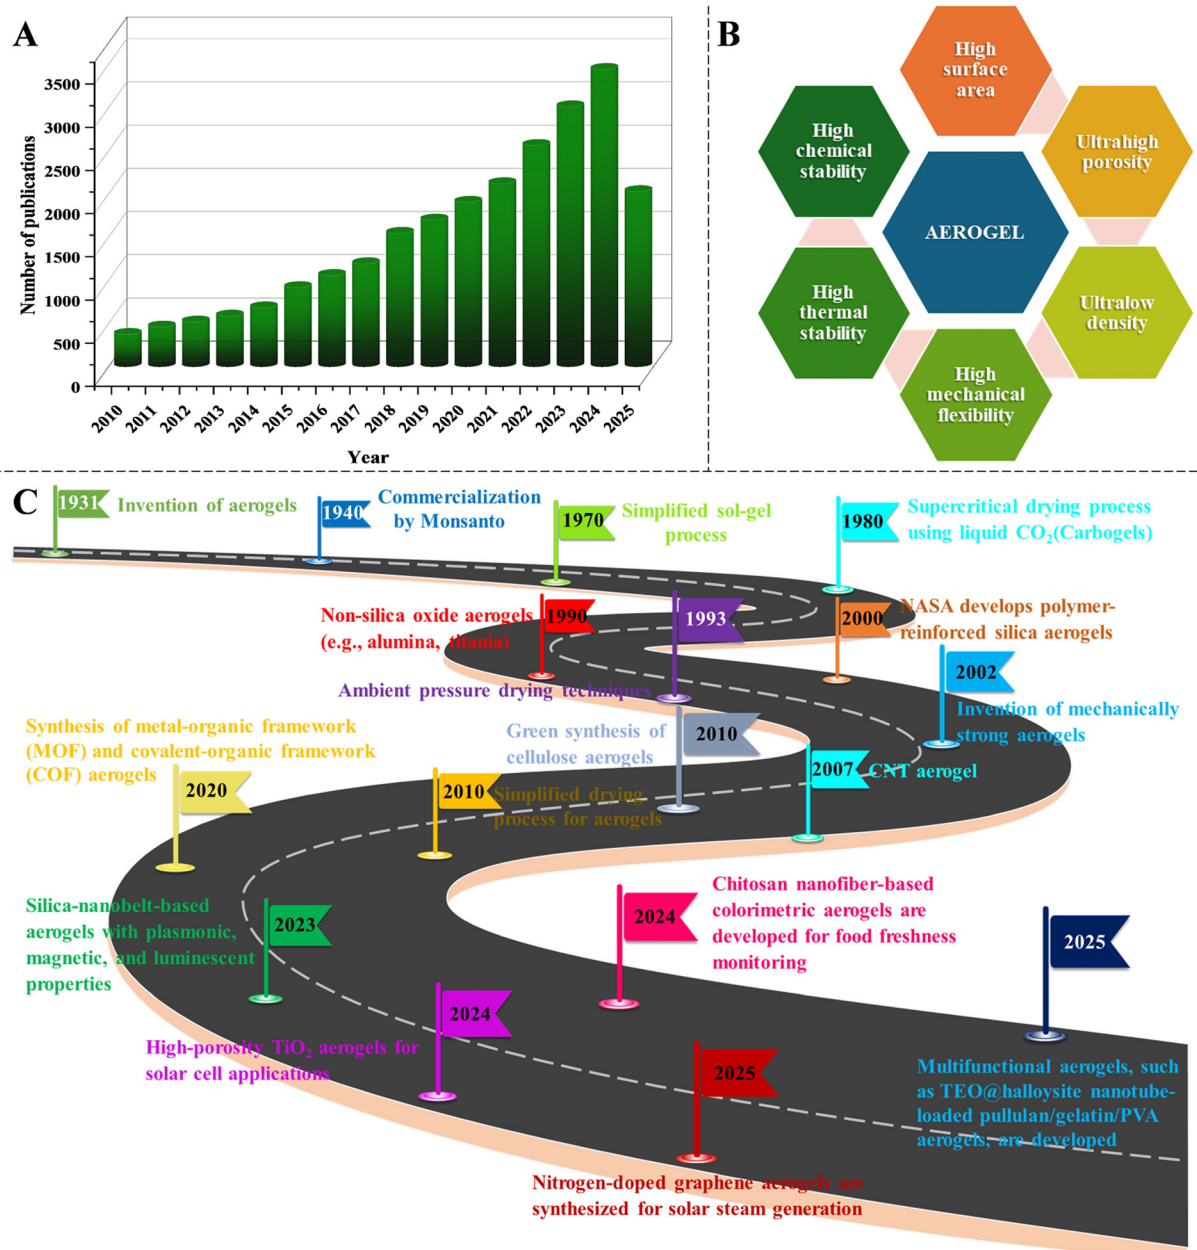 A
Number of publications
3500
3000
2500
2000
1500
1000
500
0
2010
2011
2012
2013
2014
2015
2016
2017
2018
2019
2020
2021
2022
2023
2024
2025
Year
B
High
surface
area
High
chemical
stability
Ultrahigh
porosity
AEROGEL
High
thermal
stability
Ultralow
density
High
mechanical
flexibility
C
1931
Invention of aerogels
1940
Commercialization
by Monsanto
1970
Simplified sol-gel
process
1980
Supercritical drying process
using liquid CO₂(Carbogels)
Non-silica oxide aerogels
(e.g., alumina, titania)
1990
1993
Ambient pressure drying techniques
2000
NASA develops polymer-
reinforced silica aerogels
2002
Invention of mechanically
strong aerogels
Synthesis of metal-organic framework
(MOF) and covalent-organic framework
(COF) aerogels
2020
Green synthesis of
cellulose aerogels
2010
2007
CNT aerogel
2010
Simplified drying
process for aerogels
Silica-nanobelt-based
aerogels with plasmonic,
magnetic, and luminescent
properties
2023
2024
Chitosan nanofiber-based
colorimetric aerogels are
developed for food freshness
monitoring
2025
Multifunctional aerogels, such
as TEO@halloysite nanotube-
loaded pullulan/gelatin/PVA
aerogels, are developed
2024
High-porosity TiO₂ aerogels for
solar cell applications
2025
Nitrogen-doped graphene aerogels are
synthesized for solar steam generation